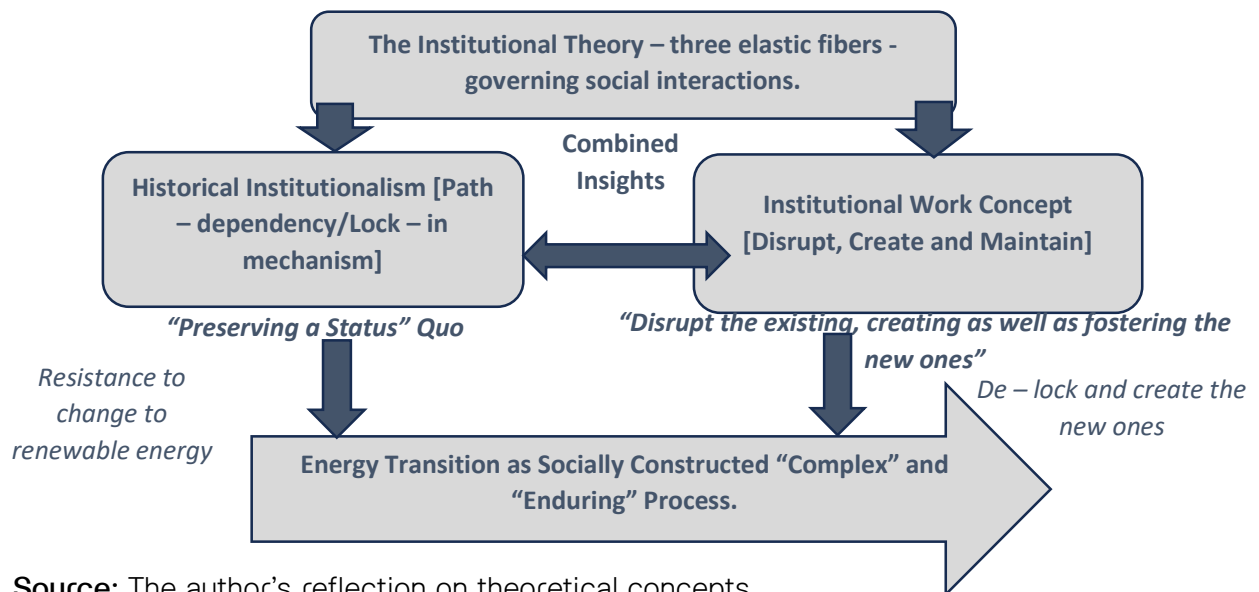 The Institutional Theory – three elastic fibers -
governing social interactions.
Combined
Insights
Historical Institutionalism [Path
– dependency/Lock – in
mechanism]
Institutional Work Concept
[Disrupt, Create and Maintain]
“Preserving a Status” Quo
“Disrupt the existing, creating as well as fostering the
new ones”
Resistance to
change to
renewable energy
De – lock and create the
new ones
Energy Transition as Socially Constructed “Complex” and
“Enduring” Process.
Source: The author's reflection on theoretical concepts